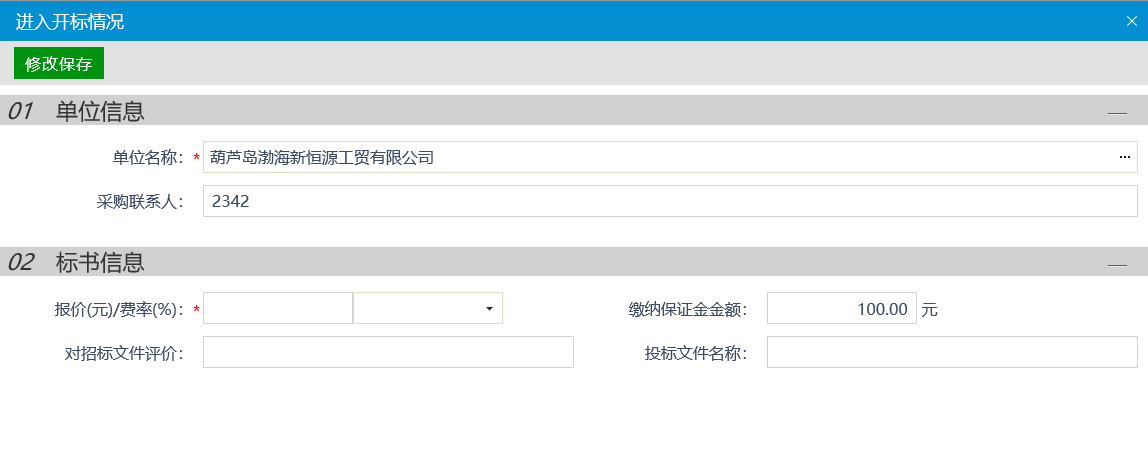 进入开标情况
修改保存
01 单位信息
单位名称：* 葫芦岛渤海新恒源工贸有限公司 ...
采购联系人： 2342
02 标书信息
报价(元)/费率(%)：* 缴纳保证金金额： 100.00 元
对招标文件评价： 投标文件名称：